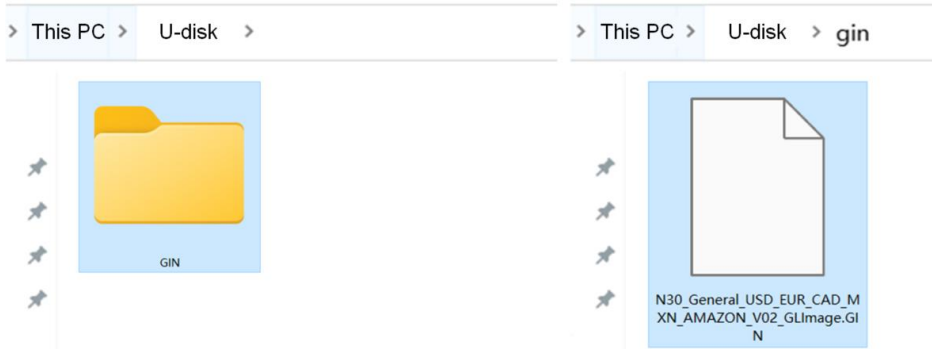 This PC > U-disk >
This PC > U-disk > gin
GIN
N30_General_USD_EUR_CAD_M
XN_AMAZON_V02_GLImage.GI
N